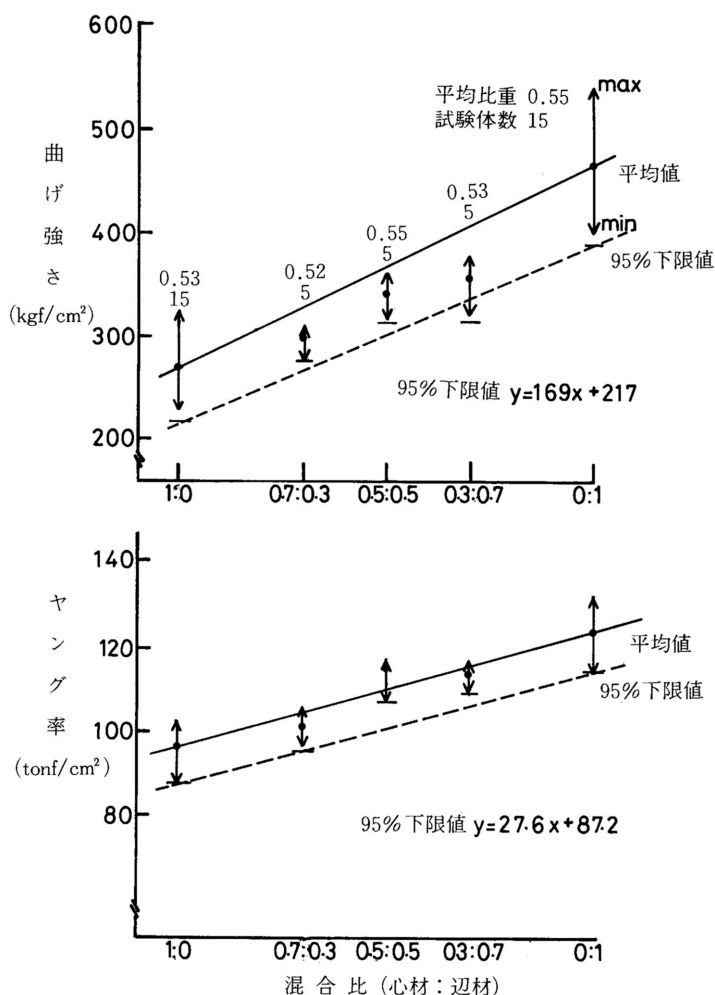 600
500
400
300
200
曲げ強さ
(kgf/cm²)
平均比重 0.55
試験体数 15
max
平均値
min
95%下限値
0.53
15
0.52
5
0.55
5
0.53
5
95%下限値 y=169x+217
1:0
0.7:0.3
0.5:0.5
0.3:0.7
0:1
140
120
100
80
ヤング率
(tonf/cm²)
平均値
95%下限値
95%下限値 y=27.6x+87.2
1:0
0.7:0.3
0.5:0.5
0.3:0.7
0:1
混合比(心材:辺材)